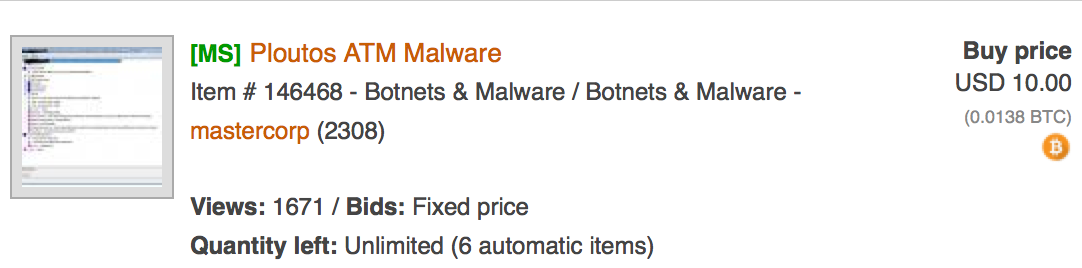 [MS] Ploutos ATM Malware
Item # 146468 - Botnets & Malware / Botnets & Malware -
mastercorp (2308)
Views: 1671 / Bids: Fixed price
Quantity left: Unlimited (6 automatic items)
Buy price
USD 10.00
(0.0138 BTC)